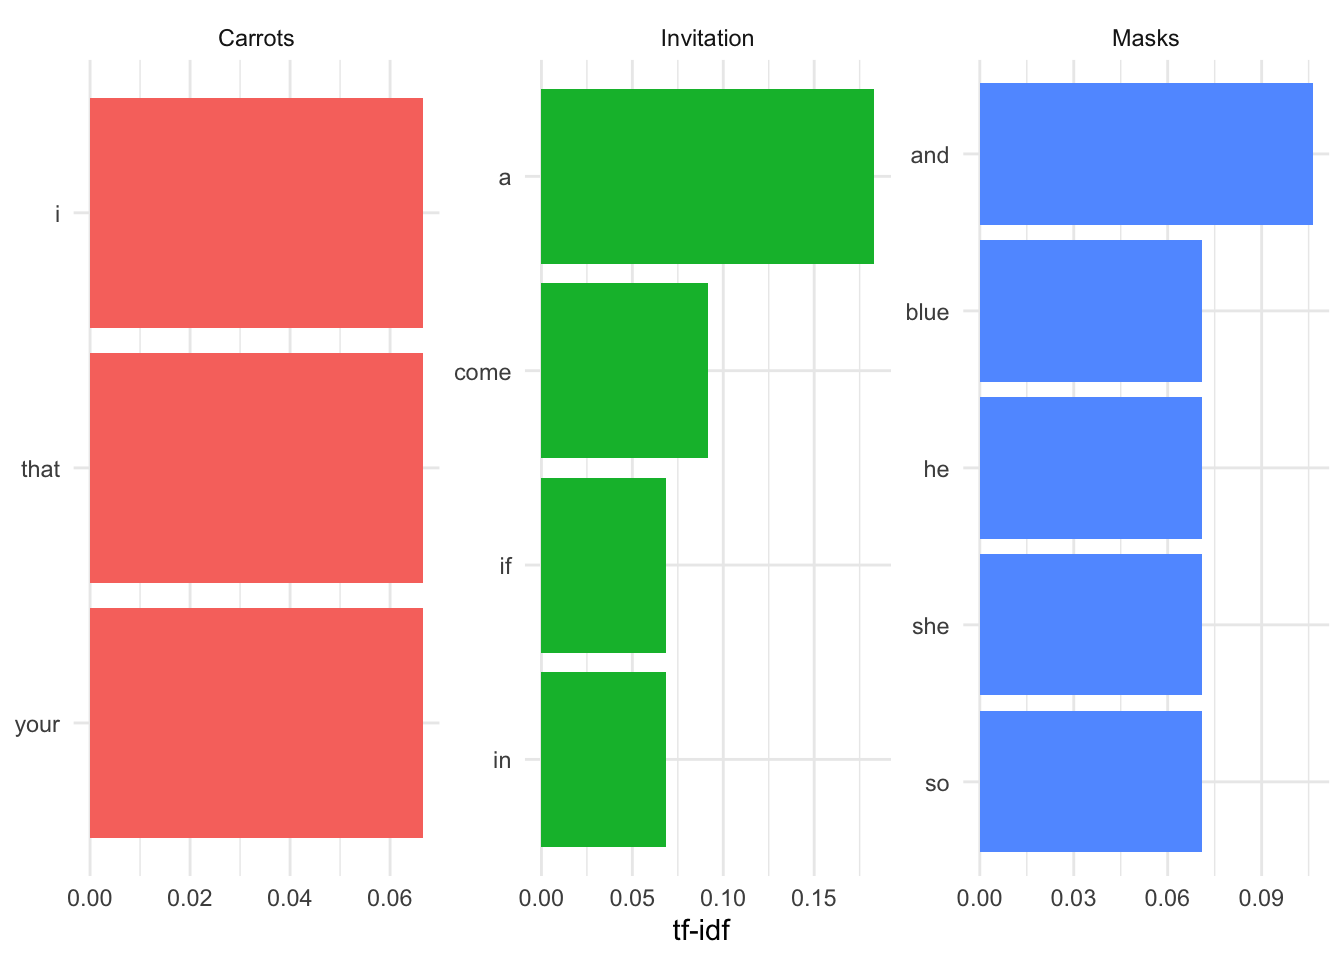 Carrots
i
that
your
0.00 0.02 0.04 0.06
Invitation
a
come
if
in
0.00 0.05 0.10 0.15
Masks
and
blue
he
she
so
0.00 0.03 0.06 0.09
tf-idf